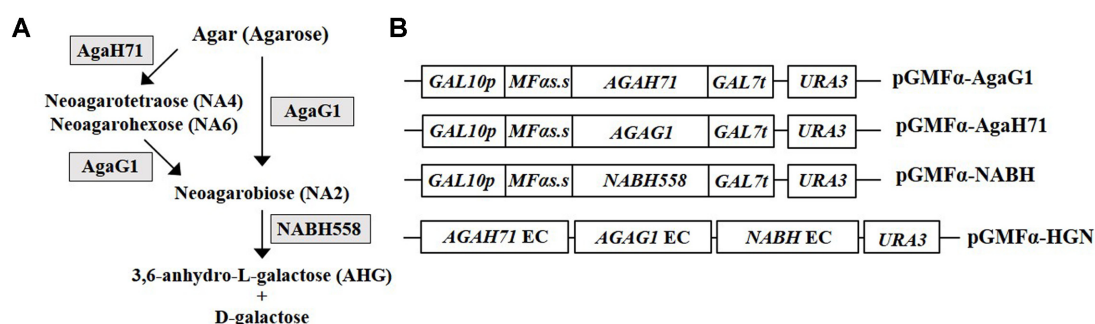 A
Agar (Agarose)
AgaH71
Neoagarotetraose (NA4)
Neoagarohexose (NA6)
AgaG1
AgaG1
Neoagarobiose (NA2)
NABH558
3,6-anhydro-L-galactose (AHG)
+
D-galactose
B
GAL10p MFαs.s AGAH71 GAL7t URA3 pGMFα-AgaG1
GAL10p MFαs.s AGAG1 GAL7t URA3 pGMFα-AgaH71
GAL10p MFαs.s NABH558 GAL7t URA3 pGMFα-NABH
AGAH71 EC AGAG1 EC NABH EC URA3 pGMFα-HGN